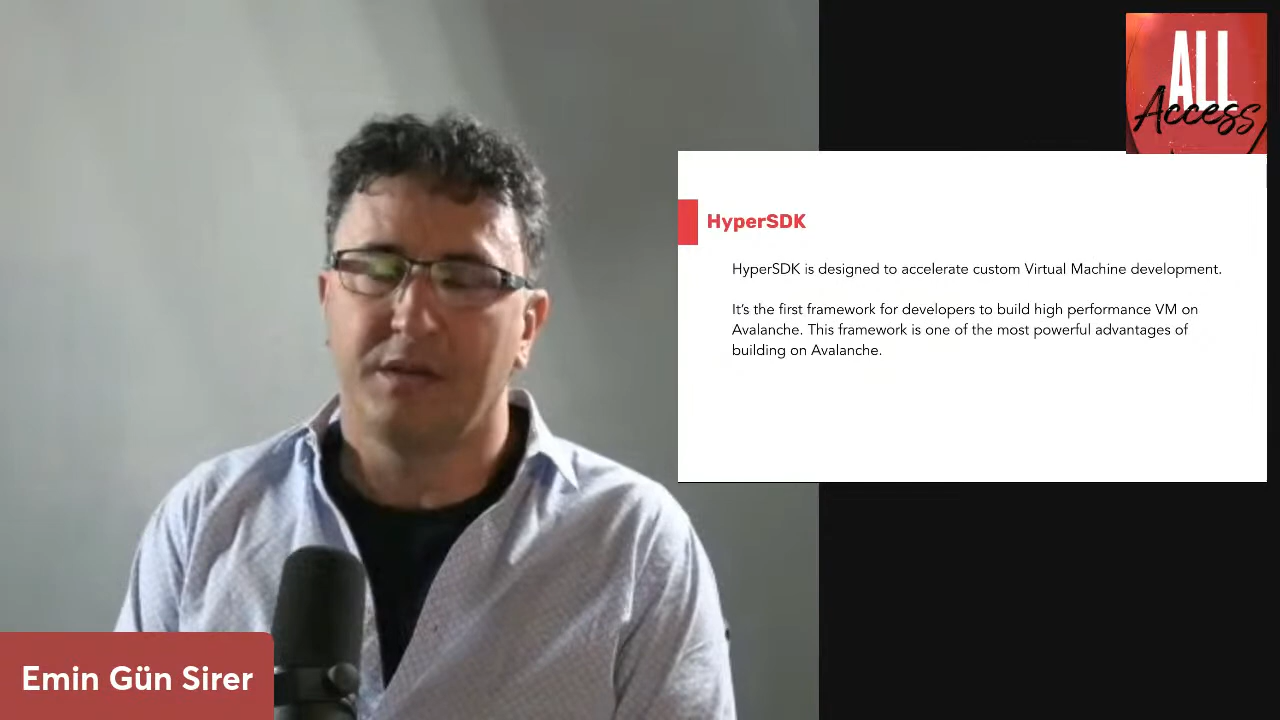 ALL
Access
HyperSDK
HyperSDK is designed to accelerate custom Virtual Machine development.
It’s the first framework for developers to build high performance VM on
Avalanche. This framework is one of the most powerful advantages of
building on Avalanche.
Emin Gün Sirer